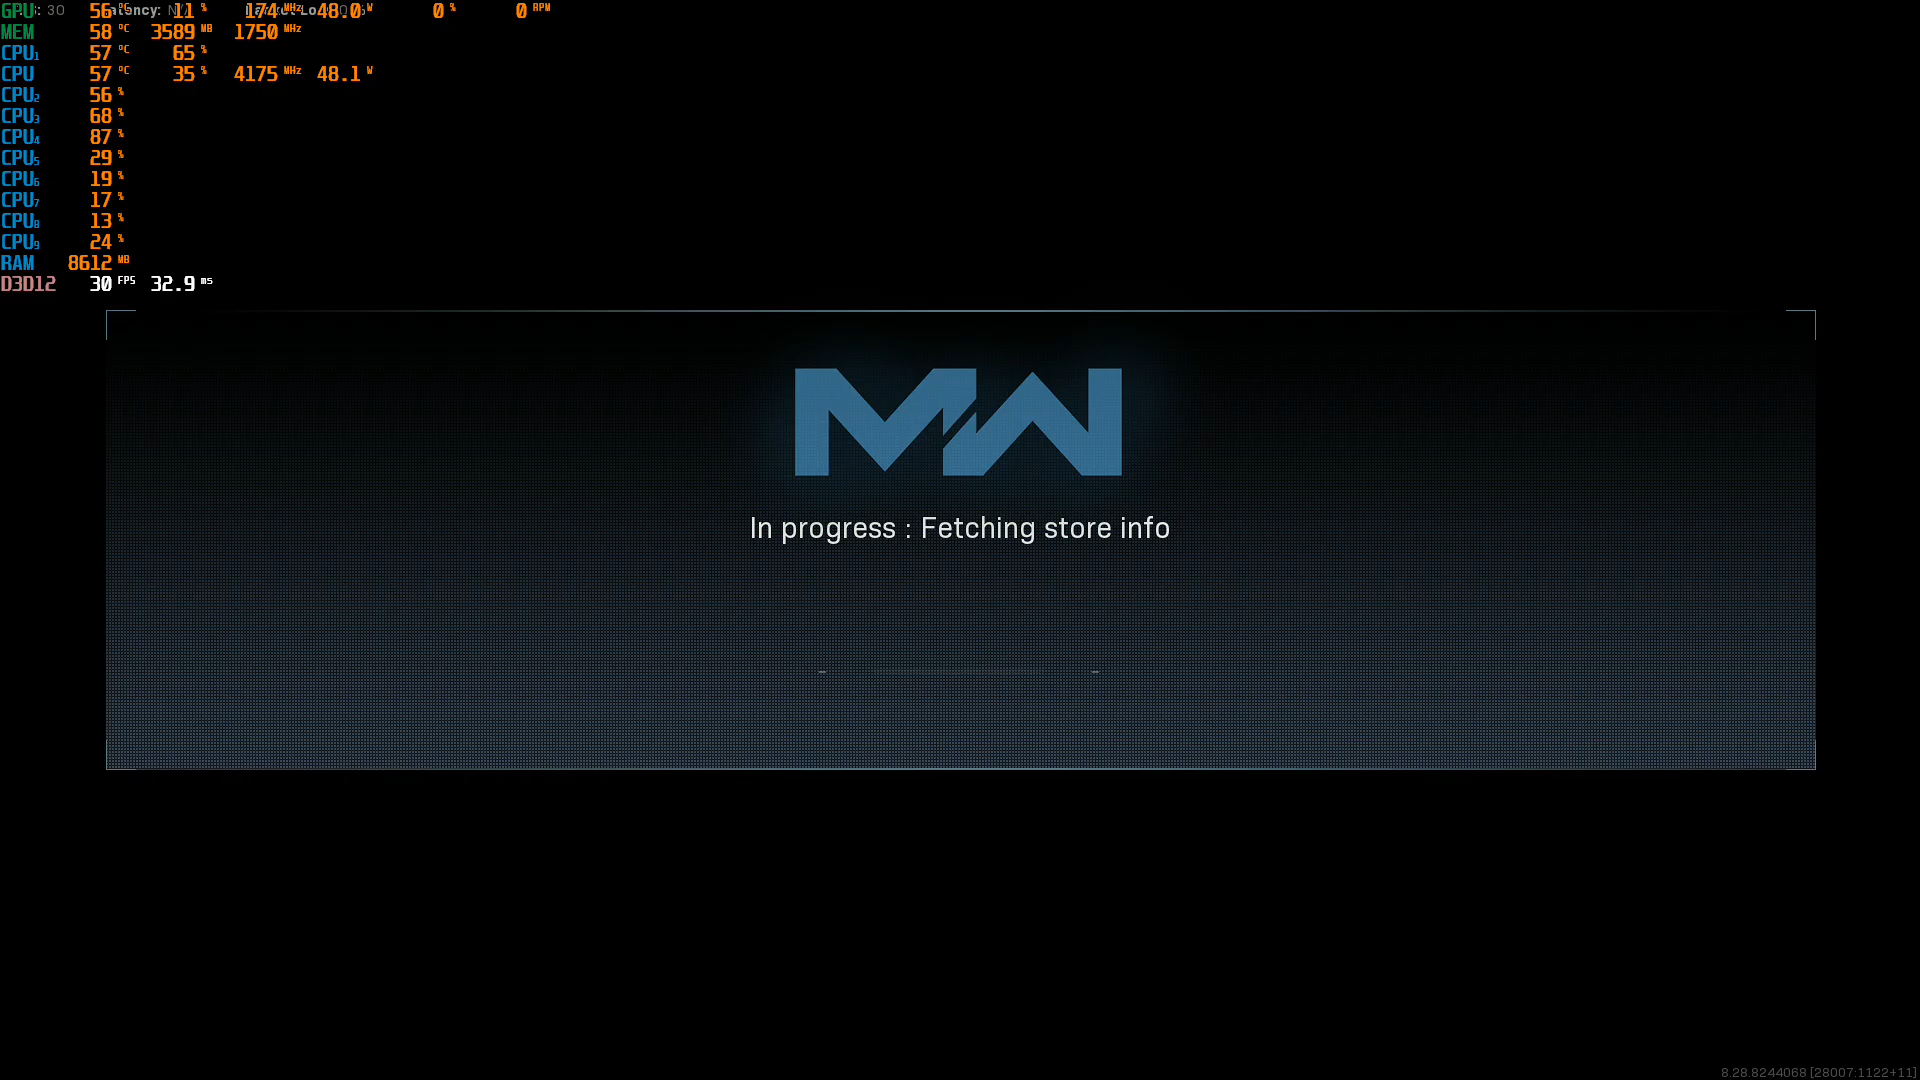 GPU 56 °C 11 % 174 MHz 48.0 W 0 % 0 RPM
MEM 58 °C 3589 MB 1750 MHz
CPU1 57 °C 65 %
CPU 57 °C 35 % 4175 MHz 48.1 W
CPU2 56 %
CPU3 68 %
CPU4 87 %
CPU5 29 %
CPU6 19 %
CPU7 17 %
CPU8 13 %
CPU9 24 %
RAM 8612 MB
D3D12 30 FPS 32.9 ms
MW
In progress : Fetching store info
8.28.8244068 [28007:1122+11]